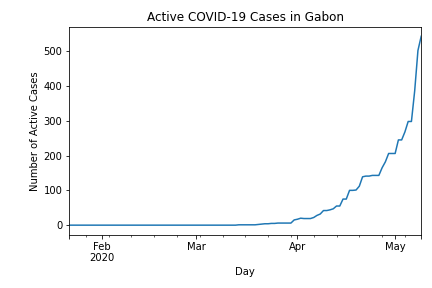 Active COVID-19 Cases in Gabon
Number of Active Cases
500
400
300
200
100
0
Feb
2020
Mar
Apr
May
Day